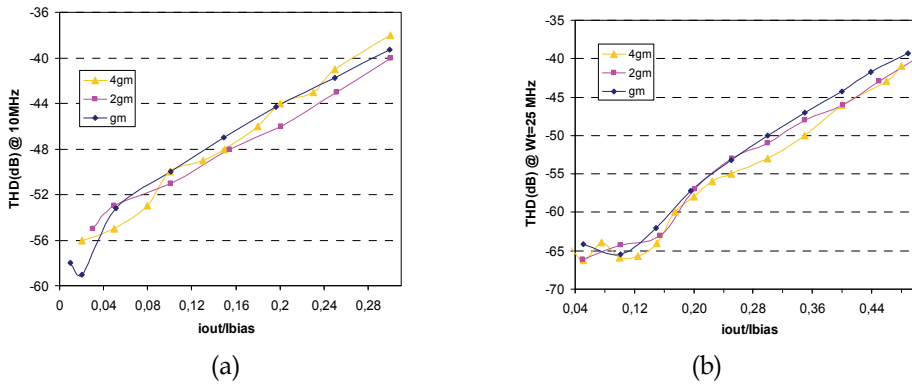 -36
-40
-44
-48
-52
-56
-60
THD(dB) @ 10MHz
4gm
2gm
gm
0 0,04 0,08 0,12 0,16 0,2 0,24 0,28
iout/Ibias
(a)
-35
-40
-45
-50
-55
-60
-65
-70
THD(dB) @ Wt=25 MHz
4gm
2gm
gm
0,04 0,12 0,20 0,28 0,36 0,44
iout/Ibias
(b)